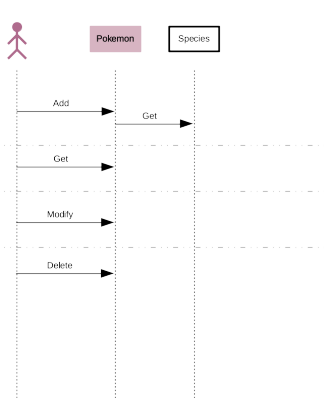 Pokemon
Species
Add
Get
Get
Modify
Delete